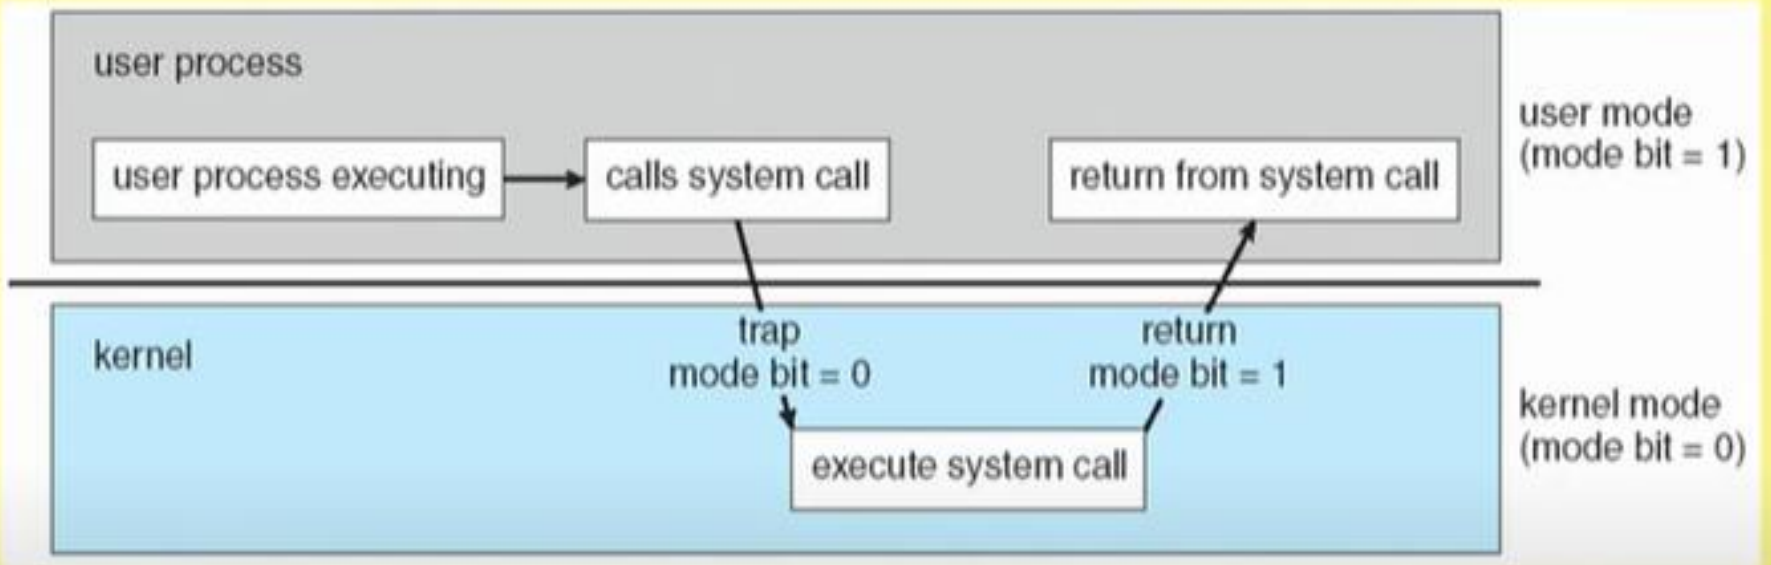 user process
user process executing
calls system call
return from system call
user mode
(mode bit = 1)
kernel
trap
mode bit = 0
return
mode bit = 1
execute system call
kernel mode
(mode bit = 0)